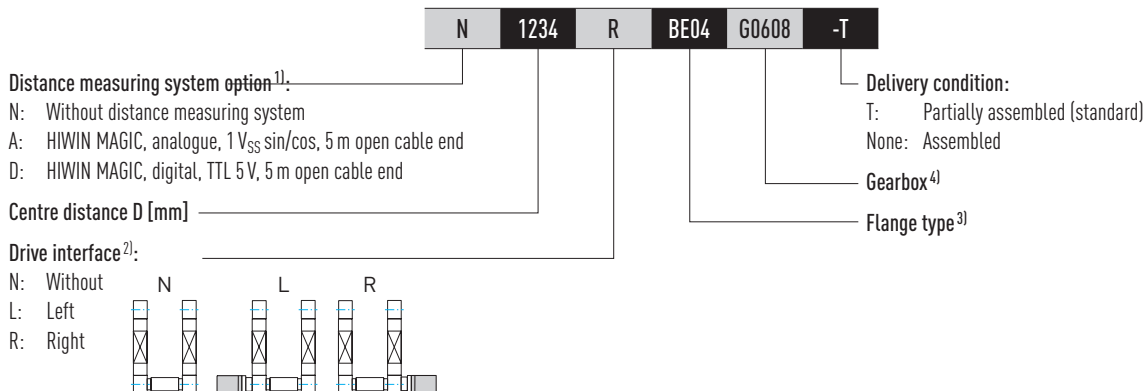 N 1234 R BE04 G0608 -T
Distance measuring system option 1):
N: Without distance measuring system
A: HIWIN MAGIC, analogue, 1 VSS sin/cos, 5 m open cable end
D: HIWIN MAGIC, digital, TTL 5 V, 5 m open cable end
Centre distance D [mm]
Drive interface 2):
N: Without
L: Left
R: Right
N L R
Delivery condition:
T: Partially assembled (standard)
None: Assembled
Gearbox 4)
Flange type 3)